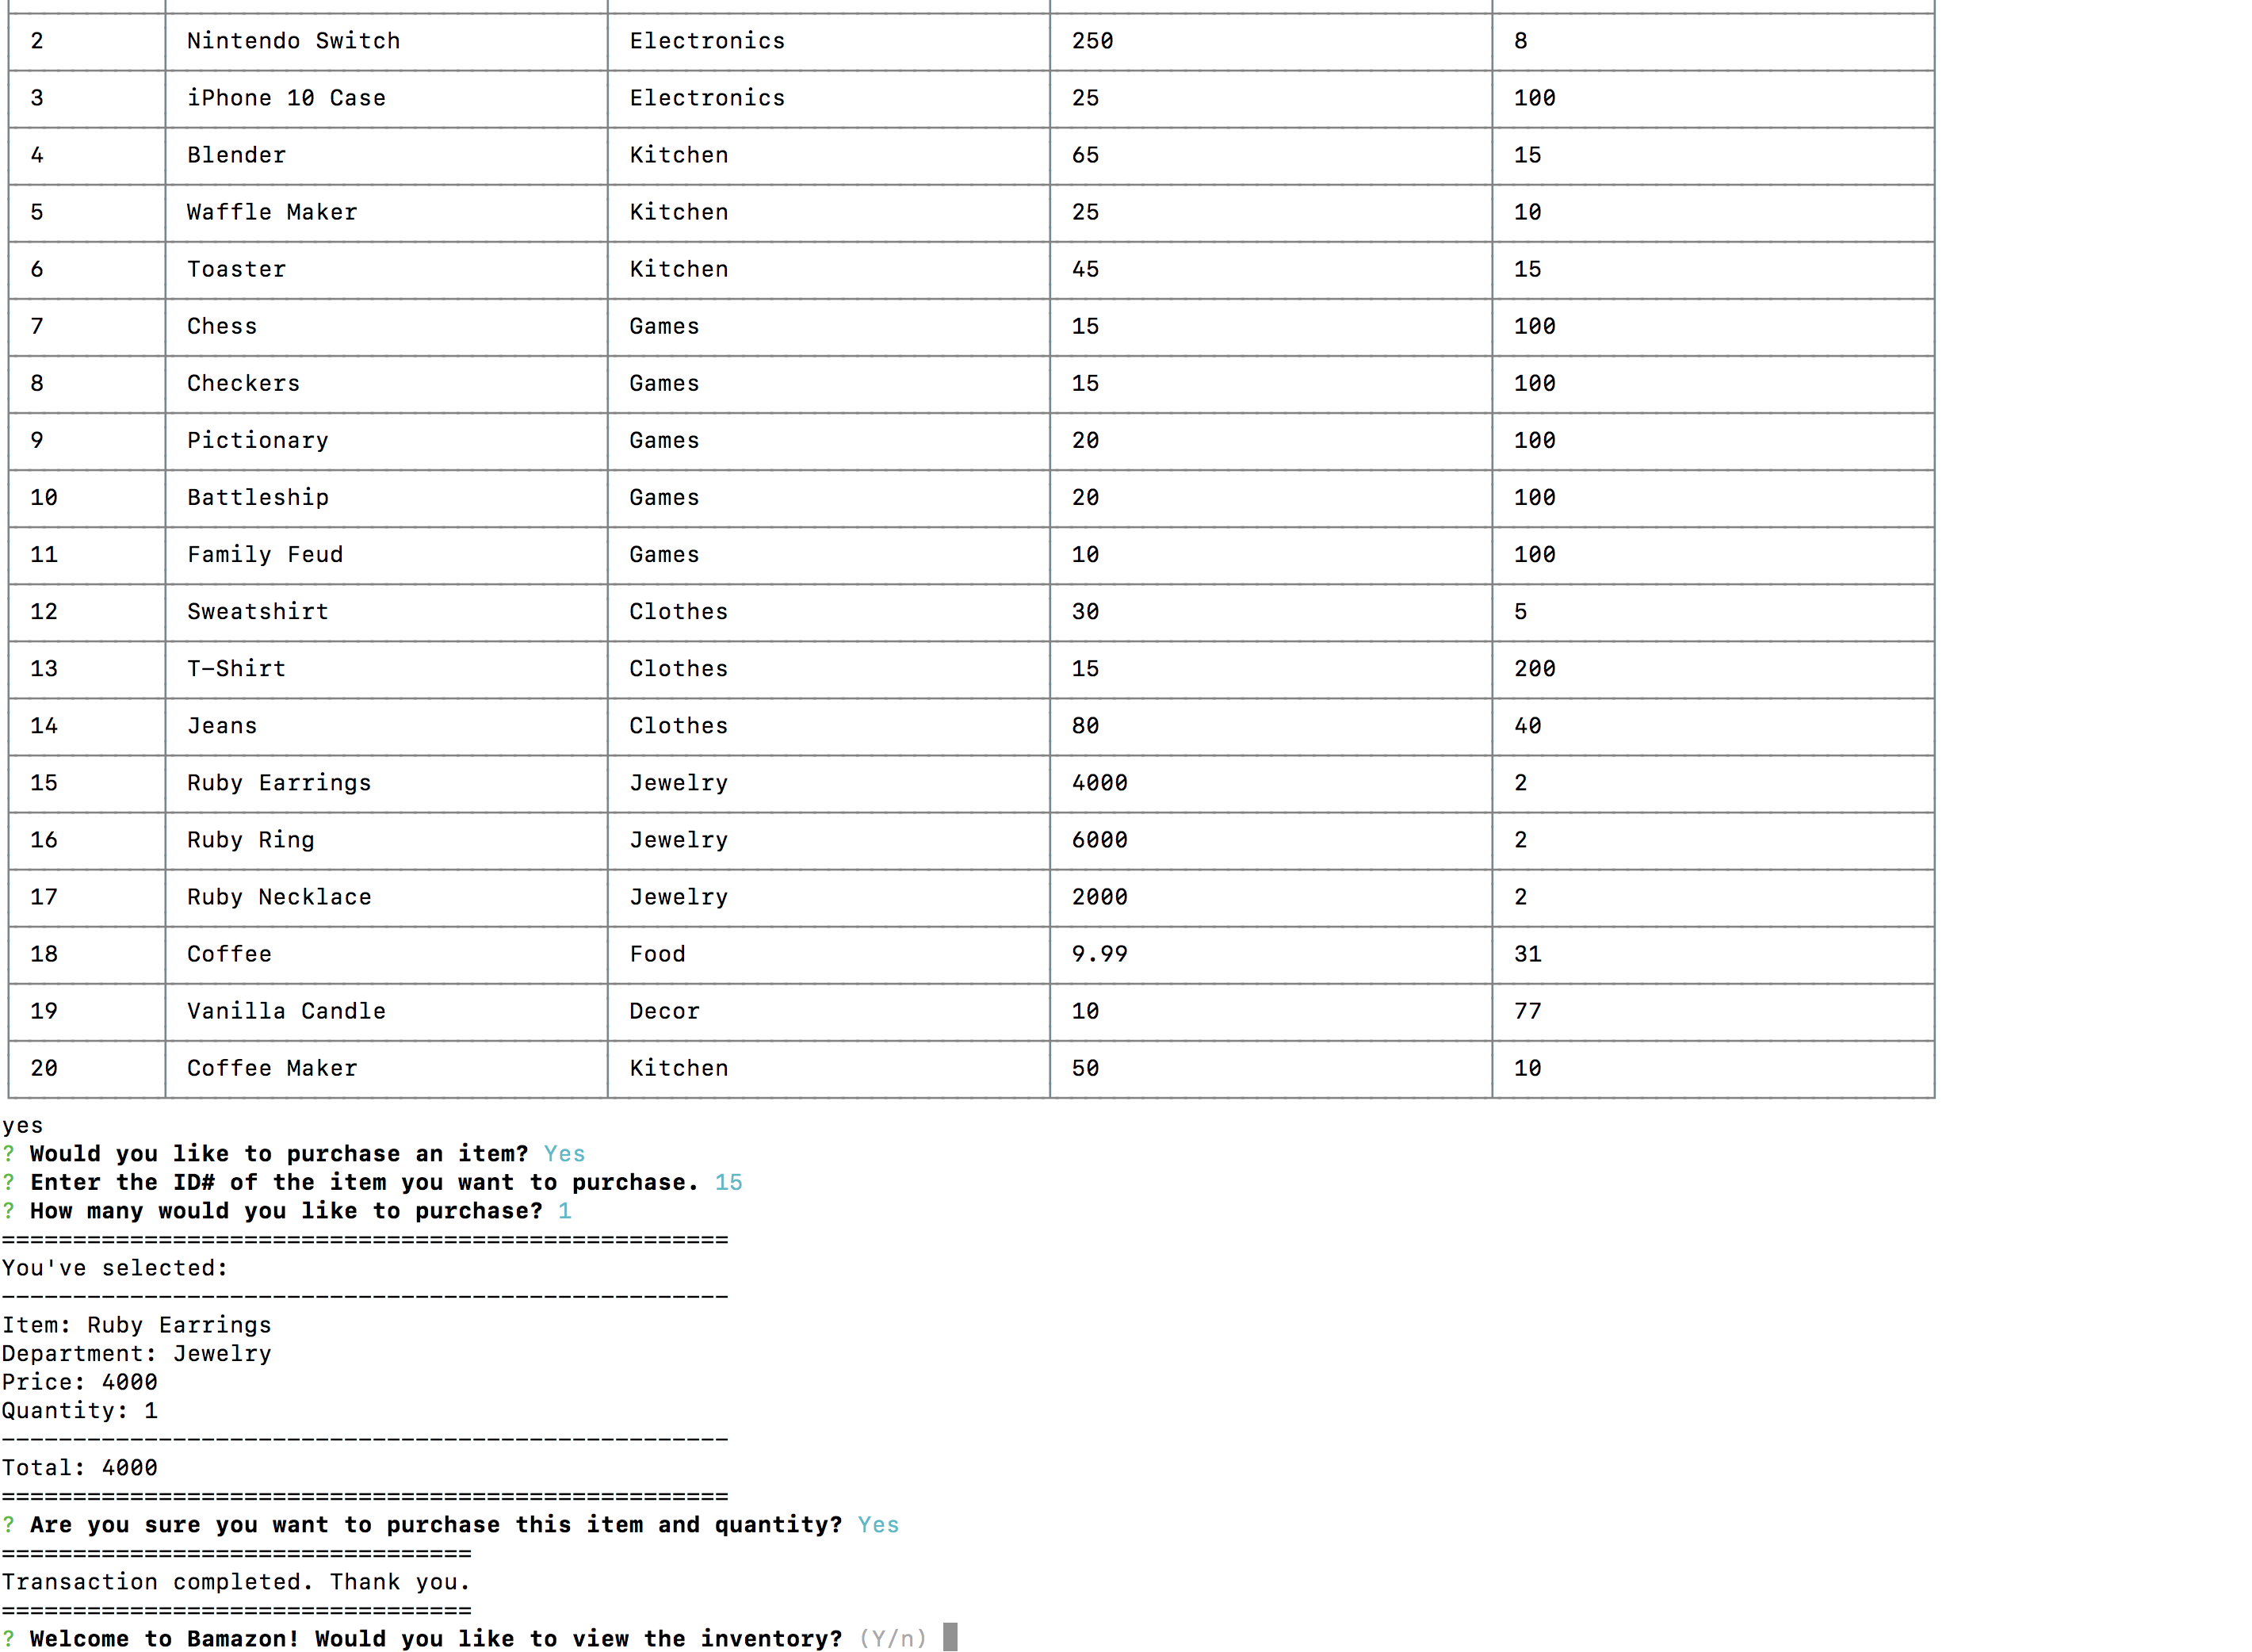 2 Nintendo Switch Electronics 250 8
3 iPhone 10 Case Electronics 25 100
4 Blender Kitchen 65 15
5 Waffle Maker Kitchen 25 10
6 Toaster Kitchen 45 15
7 Chess Games 15 100
8 Checkers Games 15 100
9 Pictionary Games 20 100
10 Battleship Games 20 100
11 Family Feud Games 10 100
12 Sweatshirt Clothes 30 5
13 T-Shirt Clothes 15 200
14 Jeans Clothes 80 40
15 Ruby Earrings Jewelry 4000 2
16 Ruby Ring Jewelry 6000 2
17 Ruby Necklace Jewelry 2000 2
18 Coffee Food 9.99 31
19 Vanilla Candle Decor 10 77
20 Coffee Maker Kitchen 50 10
yes
? Would you like to purchase an item? Yes
? Enter the ID# of the item you want to purchase. 15
? How many would you like to purchase? 1
===================================================
You've selected:
---------------------------------------------------
Item: Ruby Earrings
Department: Jewelry
Price: 4000
Quantity: 1
---------------------------------------------------
Total: 4000
===================================================
? Are you sure you want to purchase this item and quantity? Yes
=================================
Transaction completed. Thank you.
=================================
? Welcome to Bamazon! Would you like to view the inventory? (Y/n)